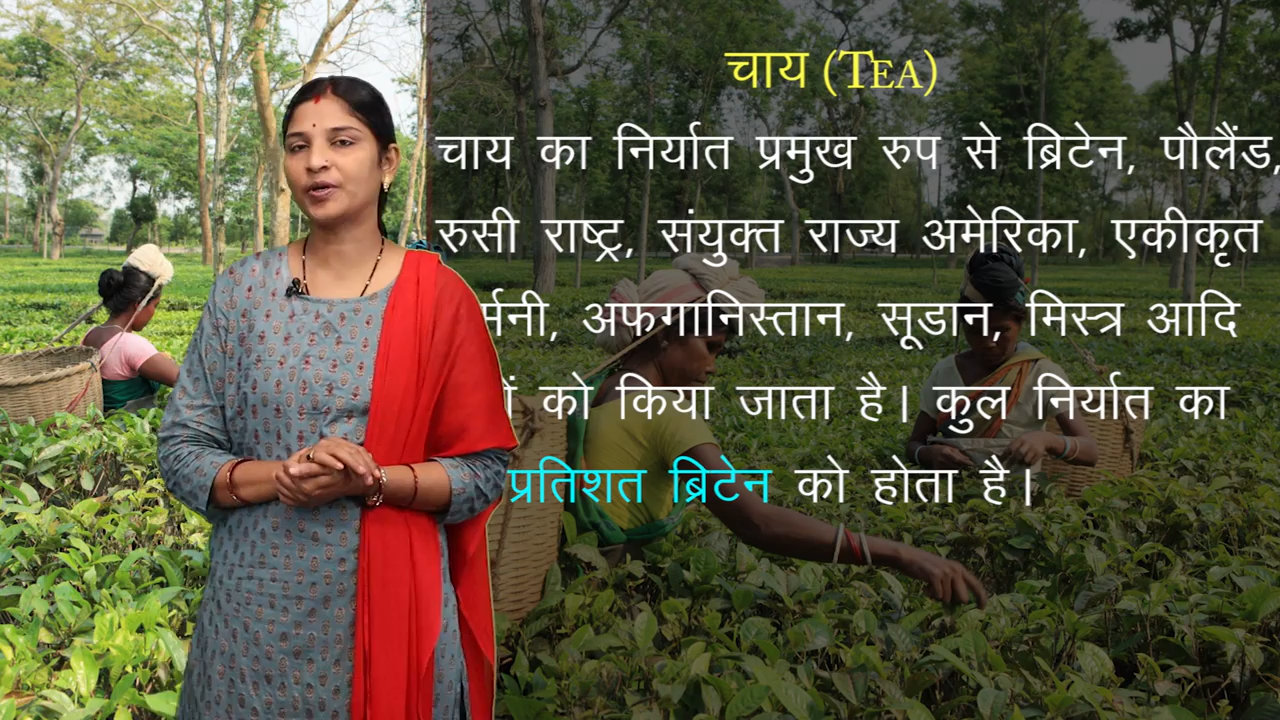 चाय (TEA)
चाय का निर्यात प्रमुख रुप से ब्रिटेन, पौलैंड,
रुसी राष्ट्र, संयुक्त राज्य अमेरिका, एकीकृत
अफगानिस्तान, सूडान, मिस्त्र आदि
को किया जाता है। कुल निर्यात का
प्रतिशत ब्रिटेन को होता है।